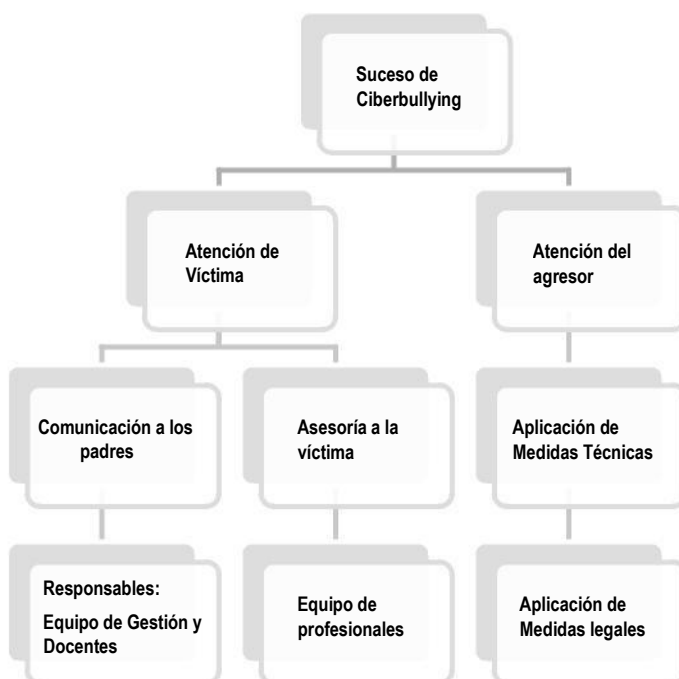 Suceso de
Ciberbullying
Atención de
Víctima
Atención del
agresor
Comunicación a los
padres
Asesoría a la
víctima
Aplicación de
Medidas Técnicas
Responsables:
Equipo de Gestión y
Docentes
Equipo de
profesionales
Aplicación de
Medidas legales